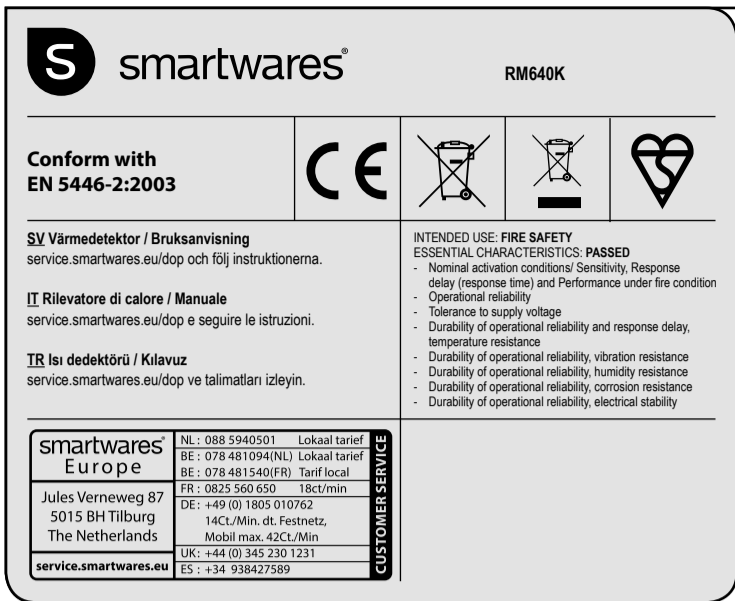 S smartwares®
RM640K
Conform with
EN 5446-2:2003
CE
SV Värmedetektor / Bruksanvisning
service.smartwares.eu/dop och följ instruktionerna.
IT Rilevatore di calore / Manuale
service.smartwares.eu/dop e seguire le istruzioni.
TR Isı dedektörü / Kılavuz
service.smartwares.eu/dop ve talimatları izleyin.
INTENDED USE: FIRE SAFETY
ESSENTIAL CHARACTERISTICS: PASSED
- Nominal activation conditions/ Sensitivity, Response
delay (response time) and Performance under fire condition
- Operational reliability
- Tolerance to supply voltage
- Durability of operational reliability and response delay,
temperature resistance
- Durability of operational reliability, vibration resistance
- Durability of operational reliability, humidity resistance
- Durability of operational reliability, corrosion resistance
- Durability of operational reliability, electrical stability
smartwares®
Europe
Jules Verneweg 87
5015 BH Tilburg
The Netherlands
service.smartwares.eu
NL : 088 5940501 Lokaal tarief
BE : 078 481094(NL) Lokaal tarief
BE : 078 481540(FR) Tarif local
FR : 0825 560 650 18ct/min
DE : +49 (0) 1805 010762
14Ct./Min. dt. Festnetz,
Mobil max. 42Ct./Min
UK: +44 (0) 345 230 1231
ES : +34 938427589
CUSTOMER SERVICE